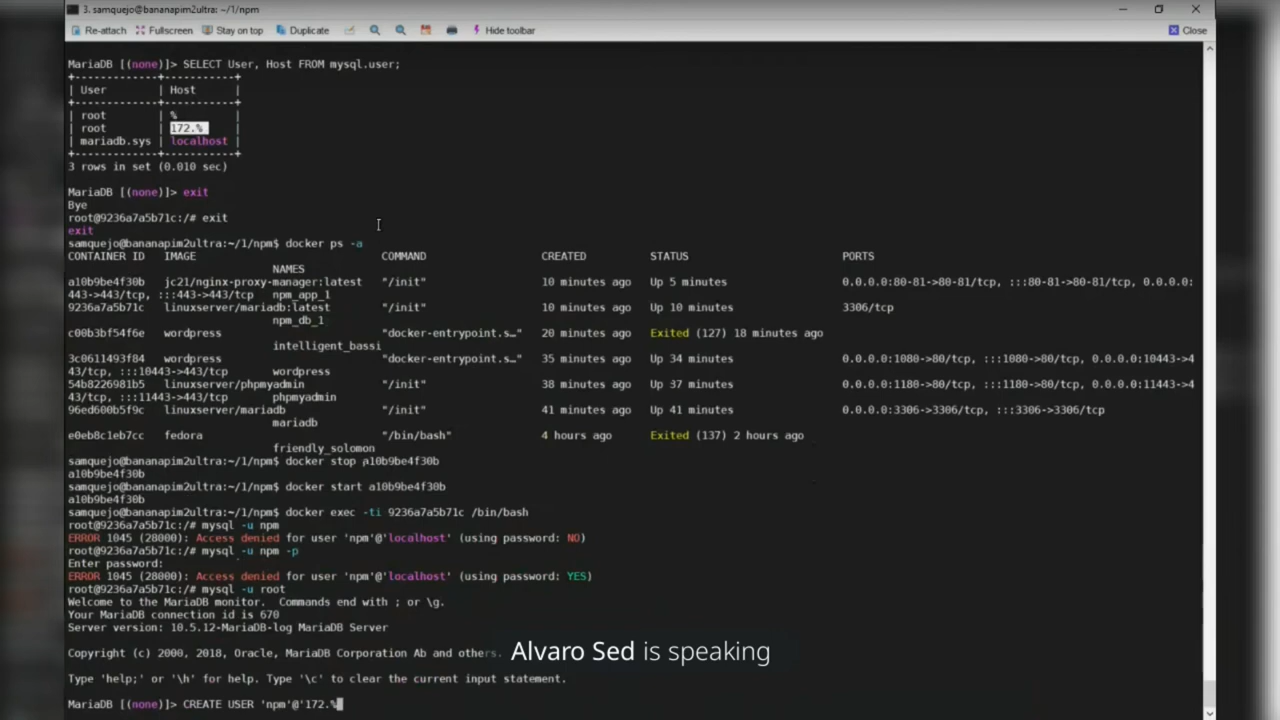 3. samquejo@bananapim2ultra: ~/1/npm
Re-attach Fullscreen Stay on top Duplicate Hide toolbar Close
MariaDB [(none)]> SELECT User, Host FROM mysql.user;
+-------------+-----------+
| User | Host |
+-------------+-----------+
| root | % |
| root | 172.% |
| mariadb.sys | localhost |
+-------------+-----------+
3 rows in set (0.010 sec)
MariaDB [(none)]> exit
Bye
root@9236a7a5b71c:/# exit
exit
samquejo@bananapim2ultra:~/1/npm$ docker ps -a
CONTAINER ID IMAGE COMMAND CREATED STATUS PORTS
NAMES
a10b9be4f30b jc21/nginx-proxy-manager:latest "/init" 10 minutes ago Up 5 minutes 0.0.0.0:80-81->80-81/tcp, :::80-81->80-81/tcp, 0.0.0.0:
443->443/tcp, :::443->443/tcp npm_app_1
9236a7a5b71c linuxserver/mariadb:latest "/init" 10 minutes ago Up 10 minutes 3306/tcp
npm_db_1
c00b3bf54f6e wordpress "docker-entrypoint.s…" 20 minutes ago Exited (127) 18 minutes ago
intelligent_bassi
3c0611493f84 wordpress "docker-entrypoint.s…" 35 minutes ago Up 34 minutes 0.0.0.0:1080->80/tcp, :::1080->80/tcp, 0.0.0.0:10443->4
43/tcp, :::10443->443/tcp wordpress
54b8226981b5 linuxserver/phpmyadmin "/init" 38 minutes ago Up 37 minutes 0.0.0.0:1180->80/tcp, :::1180->80/tcp, 0.0.0.0:11443->4
43/tcp, :::11443->443/tcp phpmyadmin
96ed600b5f9c linuxserver/mariadb "/init" 41 minutes ago Up 41 minutes 0.0.0.0:3306->3306/tcp, :::3306->3306/tcp
mariadb
e0eb8c1eb7cc fedora "/bin/bash" 4 hours ago Exited (137) 2 hours ago
friendly_solomon
samquejo@bananapim2ultra:~/1/npm$ docker stop a10b9be4f30b
a10b9be4f30b
samquejo@bananapim2ultra:~/1/npm$ docker start a10b9be4f30b
a10b9be4f30b
samquejo@bananapim2ultra:~/1/npm$ docker exec -ti 9236a7a5b71c /bin/bash
root@9236a7a5b71c:/# mysql -u npm
ERROR 1045 (28000): Access denied for user 'npm'@'localhost' (using password: NO)
root@9236a7a5b71c:/# mysql -u npm -p
Enter password:
ERROR 1045 (28000): Access denied for user 'npm'@'localhost' (using password: YES)
root@9236a7a5b71c:/# mysql -u root
Welcome to the MariaDB monitor. Commands end with ; or \g.
Your MariaDB connection id is 670
Server version: 10.5.12-MariaDB-log MariaDB Server
Copyright (c) 2000, 2018, Oracle, MariaDB Corporation Ab and others.
Alvaro Sed is speaking
Type 'help;' or '\h' for help. Type '\c' to clear the current input statement.
MariaDB [(none)]> CREATE USER 'npm'@'172.%